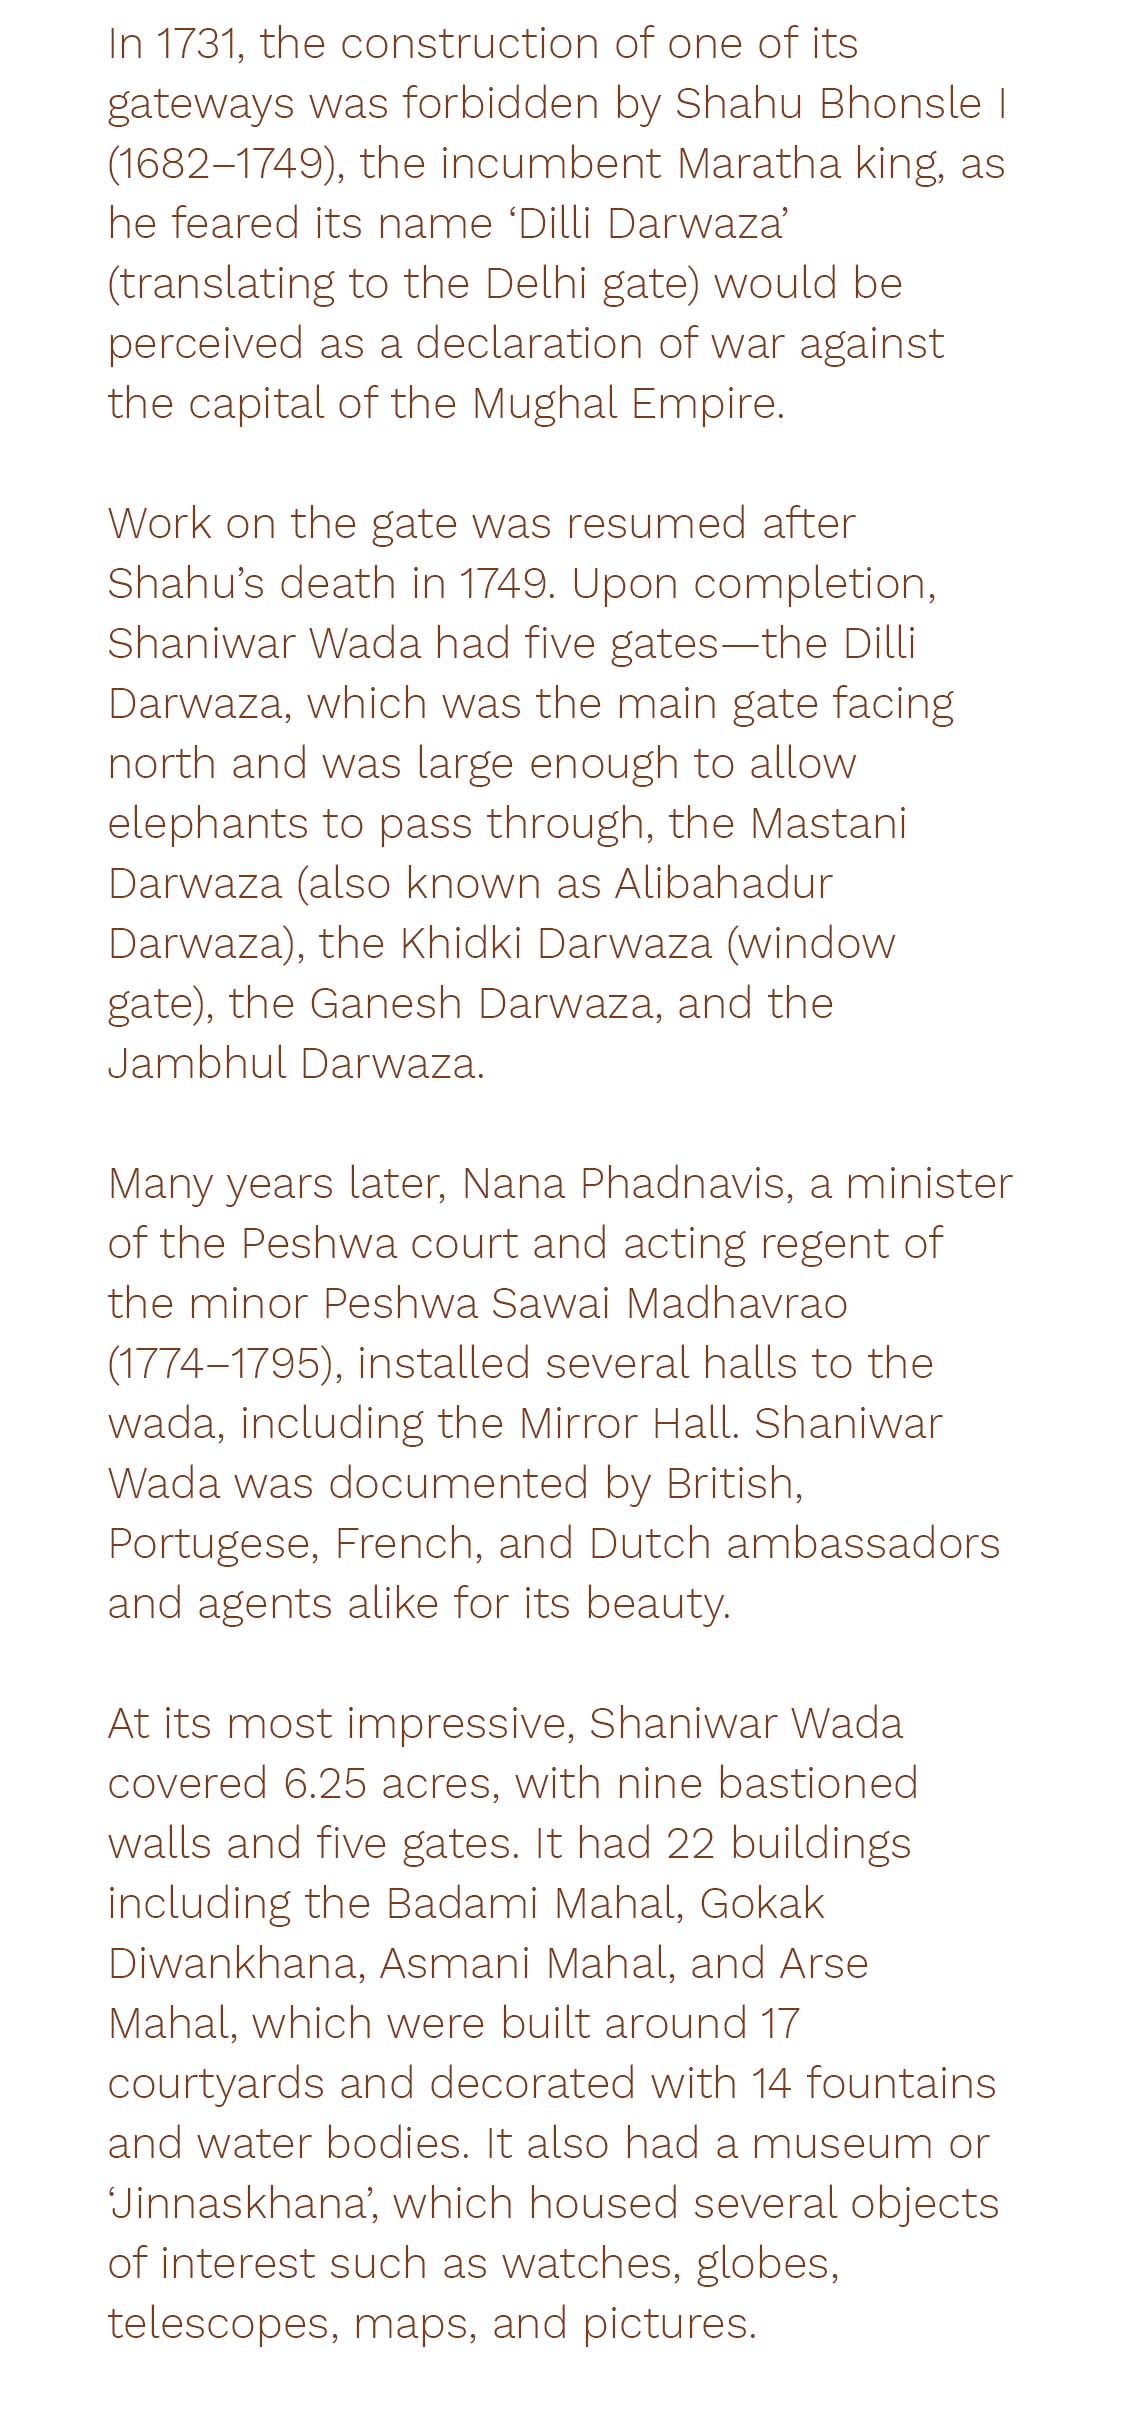 In 1731, the construction of one of its
gateways was forbidden by Shahu Bhonsle I
(1682–1749), the incumbent Maratha king, as
he feared its name ‘Dilli Darwaza’
(translating to the Delhi gate) would be
perceived as a declaration of war against
the capital of the Mughal Empire.
Work on the gate was resumed after
Shahu’s death in 1749. Upon completion,
Shaniwar Wada had five gates—the Dilli
Darwaza, which was the main gate facing
north and was large enough to allow
elephants to pass through, the Mastani
Darwaza (also known as Alibahadur
Darwaza), the Khidki Darwaza (window
gate), the Ganesh Darwaza, and the
Jambhul Darwaza.
Many years later, Nana Phadnavis, a minister
of the Peshwa court and acting regent of
the minor Peshwa Sawai Madhavrao
(1774–1795), installed several halls to the
wada, including the Mirror Hall. Shaniwar
Wada was documented by British,
Portugese, French, and Dutch ambassadors
and agents alike for its beauty.
At its most impressive, Shaniwar Wada
covered 6.25 acres, with nine bastioned
walls and five gates. It had 22 buildings
including the Badami Mahal, Gokak
Diwankhana, Asmani Mahal, and Arse
Mahal, which were built around 17
courtyards and decorated with 14 fountains
and water bodies. It also had a museum or
‘Jinnaskhana’, which housed several objects
of interest such as watches, globes,
telescopes, maps, and pictures.